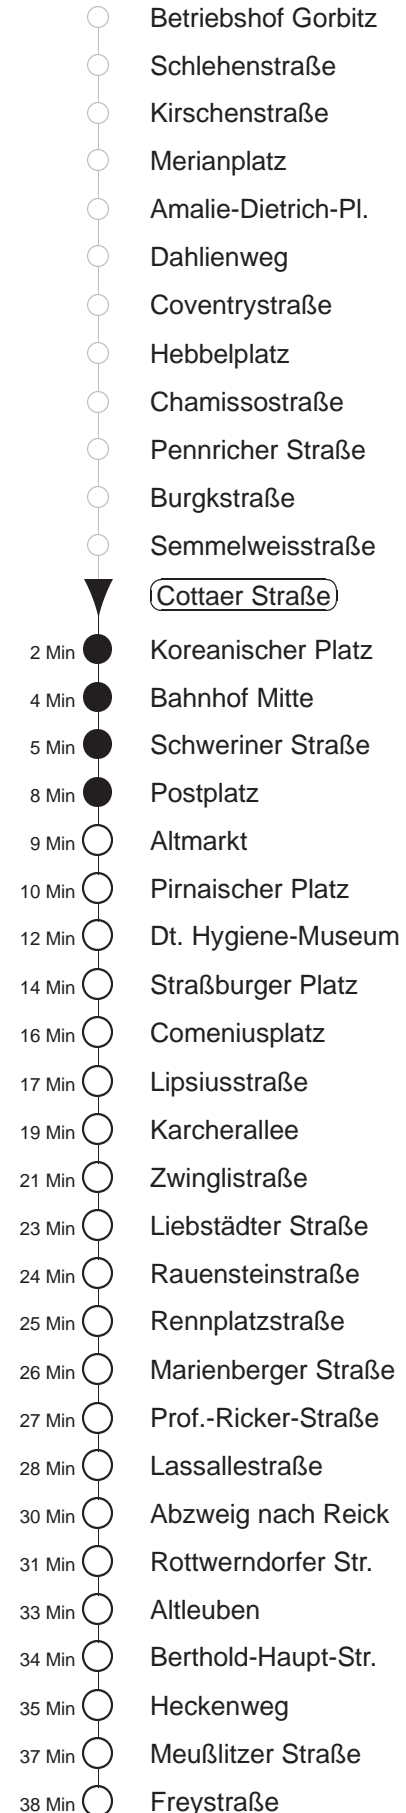 Betriebshof Gorbitz
Schlehenstraße
Kirschenstraße
Merianplatz
Amalie-Dietrich-Pl.
Dahlienweg
Coventrystraße
Hebbelplatz
Chamissostraße
Pennricher Straße
Burgkstraße
Semmelweisstraße
Cottaer Straße
2 Min Koreanischer Platz
4 Min Bahnhof Mitte
5 Min Schweriner Straße
8 Min Postplatz
9 Min Altmarkt
10 Min Pirnaischer Platz
12 Min Dt. Hygiene-Museum
14 Min Straßburger Platz
16 Min Comeniusplatz
17 Min Lipsiusstraße
19 Min Karcherallee
21 Min Zwinglistraße
23 Min Liebstädter Straße
24 Min Rauensteinstraße
25 Min Rennplatzstraße
26 Min Marienberger Straße
27 Min Prof.-Ricker-Straße
28 Min Lassallestraße
30 Min Abzweig nach Reick
31 Min Rottwerndorfer Str.
33 Min Altleuben
34 Min Berthold-Haupt-Str.
35 Min Heckenweg
37 Min Meußlitzer Straße
38 Min Freystraße